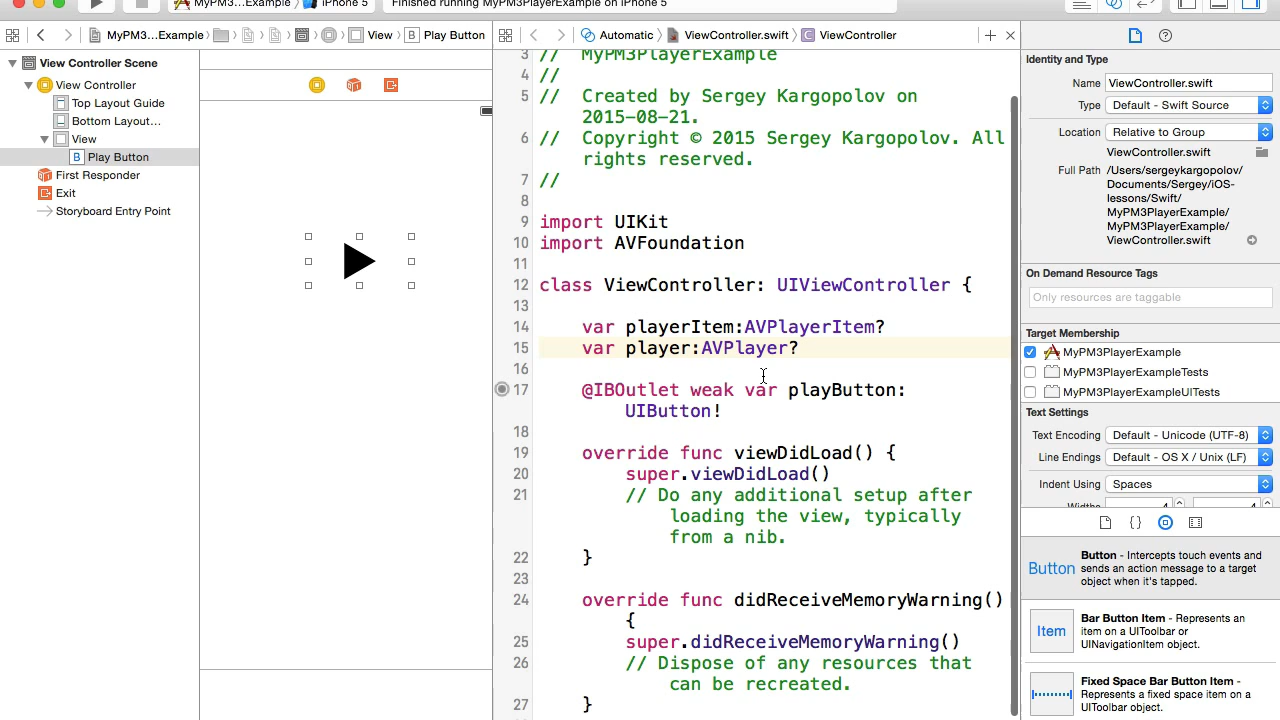 MyPM3...Example
iPhone 5
Finished running MyPM3PlayerExample on iPhone 5
MyPM3...Example
View
B Play Button
Automatic
ViewController.swift
C ViewController
View Controller Scene
View Controller
Top Layout Guide
Bottom Layout...
View
B Play Button
First Responder
Exit
Storyboard Entry Point
3 // MyPM3PlayerExample
4 //
5 // Created by Sergey Kargopolov on
2015-08-21.
6 // Copyright © 2015 Sergey Kargopolov. All
rights reserved.
7 //
8
9 import UIKit
10 import AVFoundation
11
12 class ViewController: UIViewController {
13
14 var playerItem:AVPlayerItem?
15 var player:AVPlayer?
16
17 @IBOutlet weak var playButton:
UIButton!
18
19 override func viewDidLoad() {
20 super.viewDidLoad()
21 // Do any additional setup after
loading the view, typically
from a nib.
22 }
23
24 override func didReceiveMemoryWarning()
{
25 super.didReceiveMemoryWarning()
26 // Dispose of any resources that
can be recreated.
27 }
Identity and Type
Name ViewController.swift
Type Default - Swift Source
Location Relative to Group
ViewController.swift
Full Path /Users/sergeykargopolov/
Documents/Sergey/iOS-
lessons/Swift/
MyPM3PlayerExample/
MyPM3PlayerExample/
ViewController.swift
On Demand Resource Tags
Only resources are taggable
Target Membership
MyPM3PlayerExample
MyPM3PlayerExampleTests
MyPM3PlayerExampleUITests
Text Settings
Text Encoding Default - Unicode (UTF-8)
Line Endings Default - OS X / Unix (LF)
Indent Using Spaces
Widths 4 4
Button
Button - Intercepts touch events and
sends an action message to a target
object when it's tapped.
Item
Bar Button Item - Represents an
item on a UIToolbar or
UINavigationItem object.
Fixed Space Bar Button Item -
Represents a fixed space item on a
UIToolbar object.